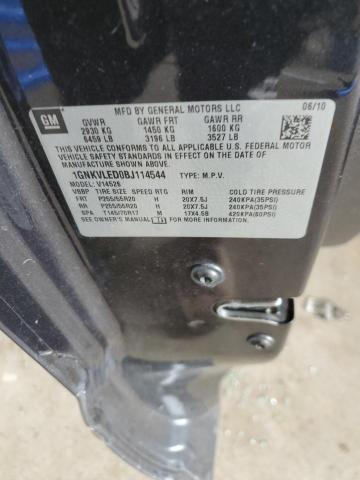 MFD BY GENERAL MOTORS LLC 06/10
GM GVWR GAWR FRT GAWR RR
2930 KG 1450 KG 1600 KG
6459 LB 3196 LB 3527 LB
THIS VEHICLE CONFORMS TO ALL APPLICABLE U.S. FEDERAL MOTOR
VEHICLE SAFETY STANDARDS IN EFFECT ON THE DATE OF
MANUFACTURE SHOWN ABOVE.
1GNKVLED0BJ114544 TYPE: M.P.V.
MODEL: V14526
VSBP TIRE SIZE SPEED RTG RIM COLD TIRE PRESSURE
FRT P255/55R20 H 20X7.5J 240KPA(35PSI)
RR P255/55R20 H 20X7.5J 240KPA(35PSI)
SPA T145/70R17 M 17X4.5B 420KPA(60PSI)
SEE OWNER'S MANUAL FOR MORE INFORMATION.